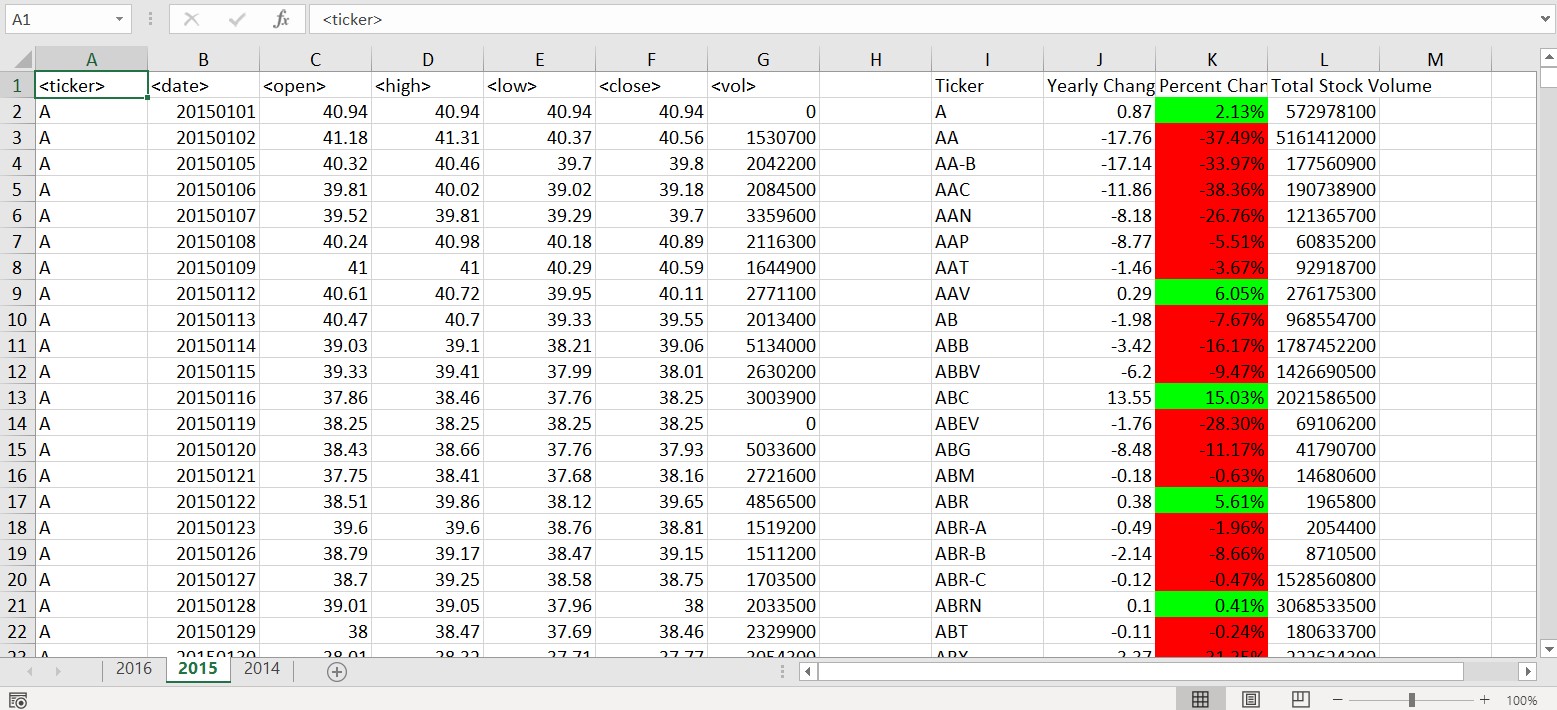 A1 fx <ticker>
A B C D E F G H I J K L M
1 <ticker> <date> <open> <high> <low> <close> <vol> Ticker Yearly Chang Percent Chan Total Stock Volume
2 A 20150101 40.94 40.94 40.94 40.94 0 A 0.87 2.13% 572978100
3 A 20150102 41.18 41.31 40.37 40.56 1530700 AA -17.76 -37.49% 5161412000
4 A 20150105 40.32 40.46 39.7 39.8 2042200 AA-B -17.14 -33.97% 177560900
5 A 20150106 39.81 40.02 39.02 39.18 2084500 AAC -11.86 -38.36% 190738900
6 A 20150107 39.52 39.81 39.29 39.7 3359600 AAN -8.18 -26.76% 121365700
7 A 20150108 40.24 40.98 40.18 40.89 2116300 AAP -8.77 -5.51% 60835200
8 A 20150109 41 41 40.29 40.59 1644900 AAT -1.46 -3.67% 92918700
9 A 20150112 40.61 40.72 39.95 40.11 2771100 AAV 0.29 6.05% 276175300
10 A 20150113 40.47 40.7 39.33 39.55 2013400 AB -1.98 -7.67% 968554700
11 A 20150114 39.03 39.1 38.21 39.06 5134000 ABB -3.42 -16.17% 1787452200
12 A 20150115 39.33 39.41 37.99 38.01 2630200 ABBV -6.2 -9.47% 1426690500
13 A 20150116 37.86 38.46 37.76 38.25 3003900 ABC 13.55 15.03% 2021586500
14 A 20150119 38.25 38.25 38.25 38.25 0 ABEV -1.76 -28.30% 69106200
15 A 20150120 38.43 38.66 37.76 37.93 5033600 ABG -8.48 -11.17% 41790700
16 A 20150121 37.75 38.41 37.68 38.16 2721600 ABM -0.18 -0.63% 14680600
17 A 20150122 38.51 39.86 38.12 39.65 4856500 ABR 0.38 5.61% 1965800
18 A 20150123 39.6 39.6 38.76 38.81 1519200 ABR-A -0.49 -1.96% 2054400
19 A 20150126 38.79 39.17 38.47 39.15 1511200 ABR-B -2.14 -8.66% 8710500
20 A 20150127 38.7 39.25 38.58 38.75 1703500 ABR-C -0.12 -0.47% 1528560800
21 A 20150128 39.01 39.05 37.96 38 2033500 ABRN 0.1 0.41% 3068533500
22 A 20150129 38 38.47 37.69 38.46 2329900 ABT -0.11 -0.24% 180633700
2016 2015 2014
100%